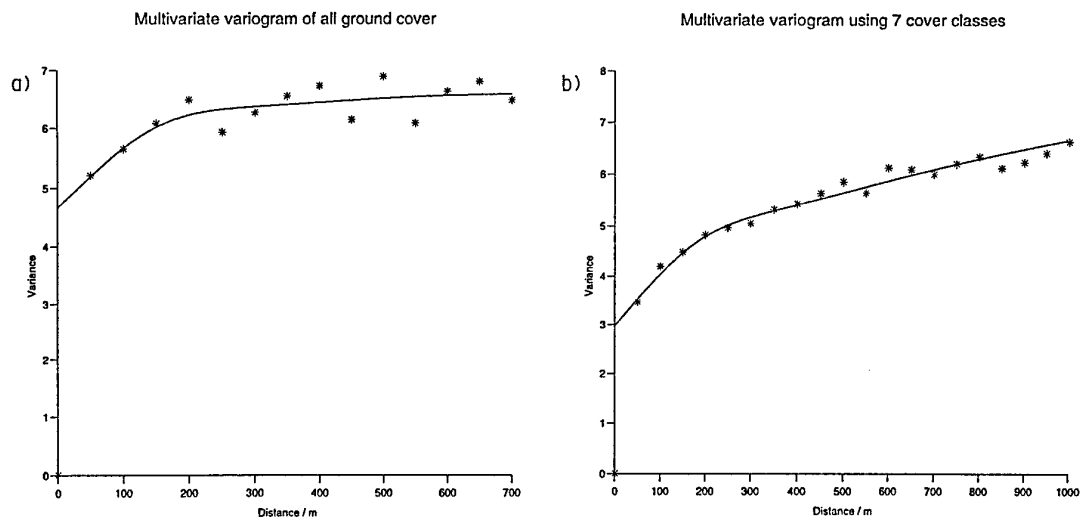 Multivariate variogram of all ground cover
Multivariate variogram using 7 cover classes
a)
7
6
5
4
3
2
1
0
Variance
0 100 200 300 400 500 600 700
Distance / m
b)
8
7
6
5
4
3
2
1
0
Variance
0 100 200 300 400 500 600 700 800 900 1000
Distance / m